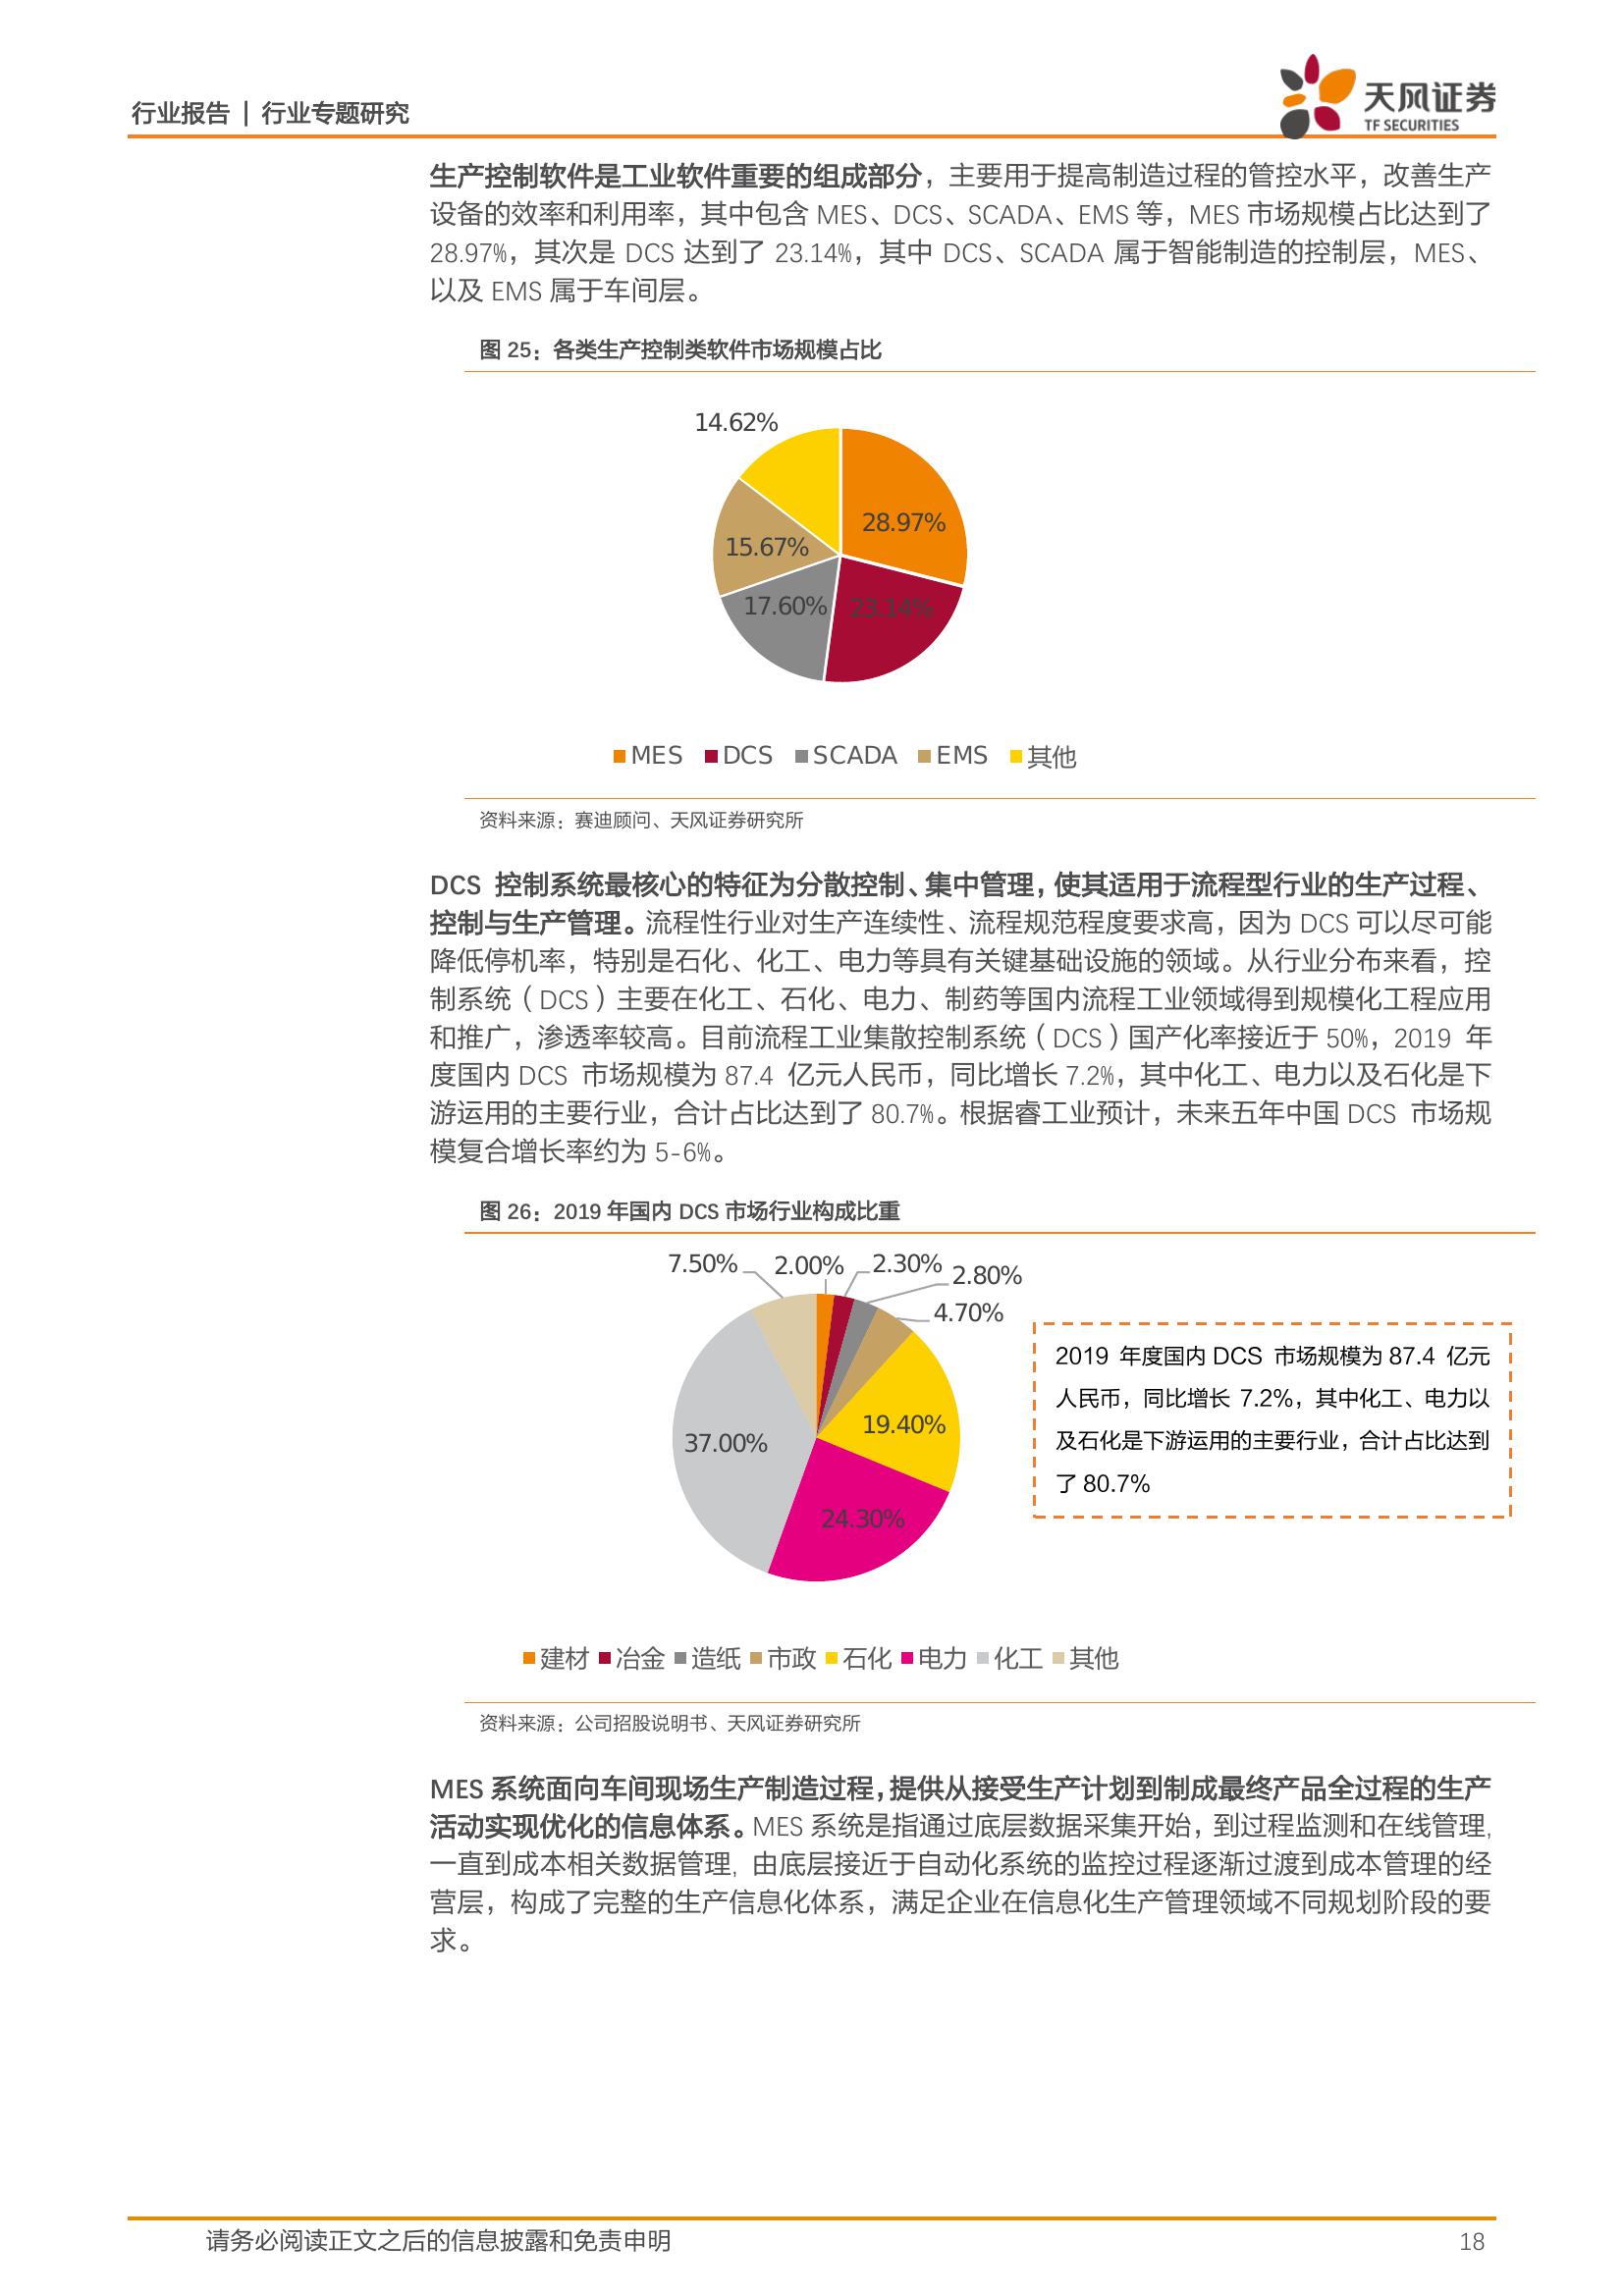 行业报告 | 行业专题研究
天风证券
TF SECURITIES
生产控制软件是工业软件重要的组成部分，主要用于提高制造过程的管控水平，改善生产
设备的效率和利用率，其中包含 MES、DCS、SCADA、EMS 等，MES 市场规模占比达到了
28.97%，其次是 DCS 达到了 23.14%，其中 DCS、SCADA 属于智能制造的控制层，MES、
以及 EMS 属于车间层。
图 25：各类生产控制类软件市场规模占比
14.62%
28.97%
15.67%
17.60%
23.14%
MES DCS SCADA EMS 其他
资料来源：赛迪顾问、天风证券研究所
DCS 控制系统最核心的特征为分散控制、集中管理，使其适用于流程型行业的生产过程、
控制与生产管理。流程性行业对生产连续性、流程规范程度要求高，因为 DCS 可以尽可能
降低停机率，特别是石化、化工、电力等具有关键基础设施的领域。从行业分布来看，控
制系统（DCS）主要在化工、石化、电力、制药等国内流程工业领域得到规模化工程应用
和推广，渗透率较高。目前流程工业集散控制系统（DCS）国产化率接近于 50%，2019 年
度国内 DCS 市场规模为 87.4 亿元人民币，同比增长 7.2%，其中化工、电力以及石化是下
游运用的主要行业，合计占比达到了 80.7%。根据睿工业预计，未来五年中国 DCS 市场规
模复合增长率约为 5-6%。
图 26：2019 年国内 DCS 市场行业构成比重
7.50% 2.00% 2.30% 2.80%
4.70%
19.40%
37.00%
24.30%
2019 年度国内 DCS 市场规模为 87.4 亿元
人民币，同比增长 7.2%，其中化工、电力以
及石化是下游运用的主要行业，合计占比达到
了 80.7%
建材 冶金 造纸 市政 石化 电力 化工 其他
资料来源：公司招股说明书、天风证券研究所
MES 系统面向车间现场生产制造过程，提供从接受生产计划到制成最终产品全过程的生产
活动实现优化的信息体系。MES 系统是指通过底层数据采集开始，到过程监测和在线管理,
一直到成本相关数据管理, 由底层接近于自动化系统的监控过程逐渐过渡到成本管理的经
营层，构成了完整的生产信息化体系，满足企业在信息化生产管理领域不同规划阶段的要
求。
请务必阅读正文之后的信息披露和免责申明
18